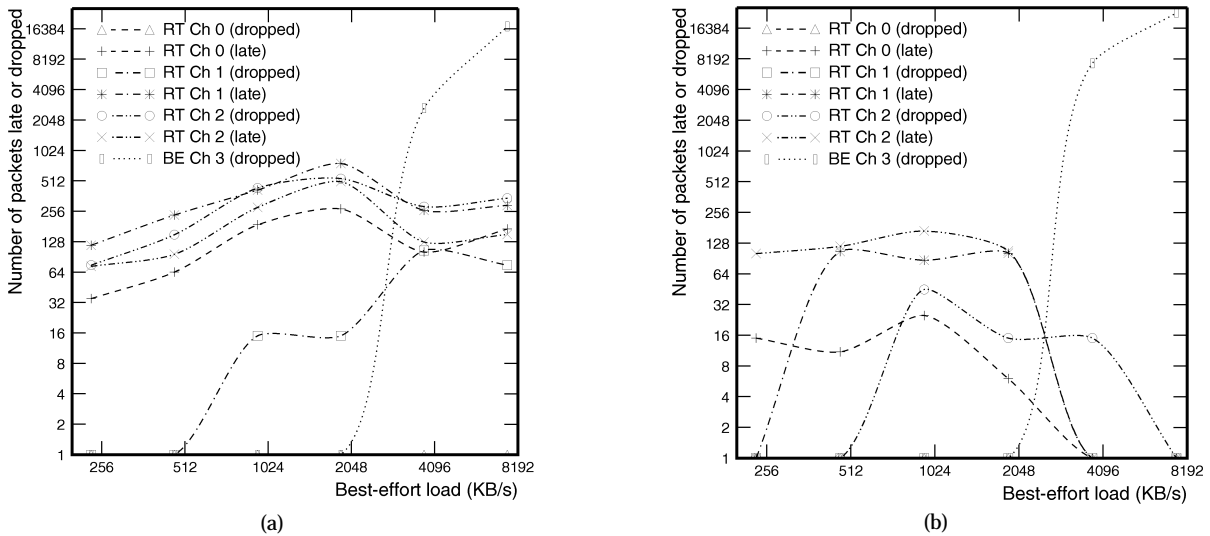 Number of packets late or dropped
16384
8192
4096
2048
1024
512
256
128
64
32
16
8
4
2
1
RT Ch 0 (dropped)
RT Ch 0 (late)
RT Ch 1 (dropped)
RT Ch 1 (late)
RT Ch 2 (dropped)
RT Ch 2 (late)
BE Ch 3 (dropped)
256 512 1024 2048 4096 8192
Best-effort load (KB/s)
(a)
Number of packets late or dropped
16384
8192
4096
2048
1024
512
256
128
64
32
16
8
4
2
1
RT Ch 0 (dropped)
RT Ch 0 (late)
RT Ch 1 (dropped)
RT Ch 1 (late)
RT Ch 2 (dropped)
RT Ch 2 (late)
BE Ch 3 (dropped)
256 512 1024 2048 4096 8192
Best-effort load (KB/s)
(b)